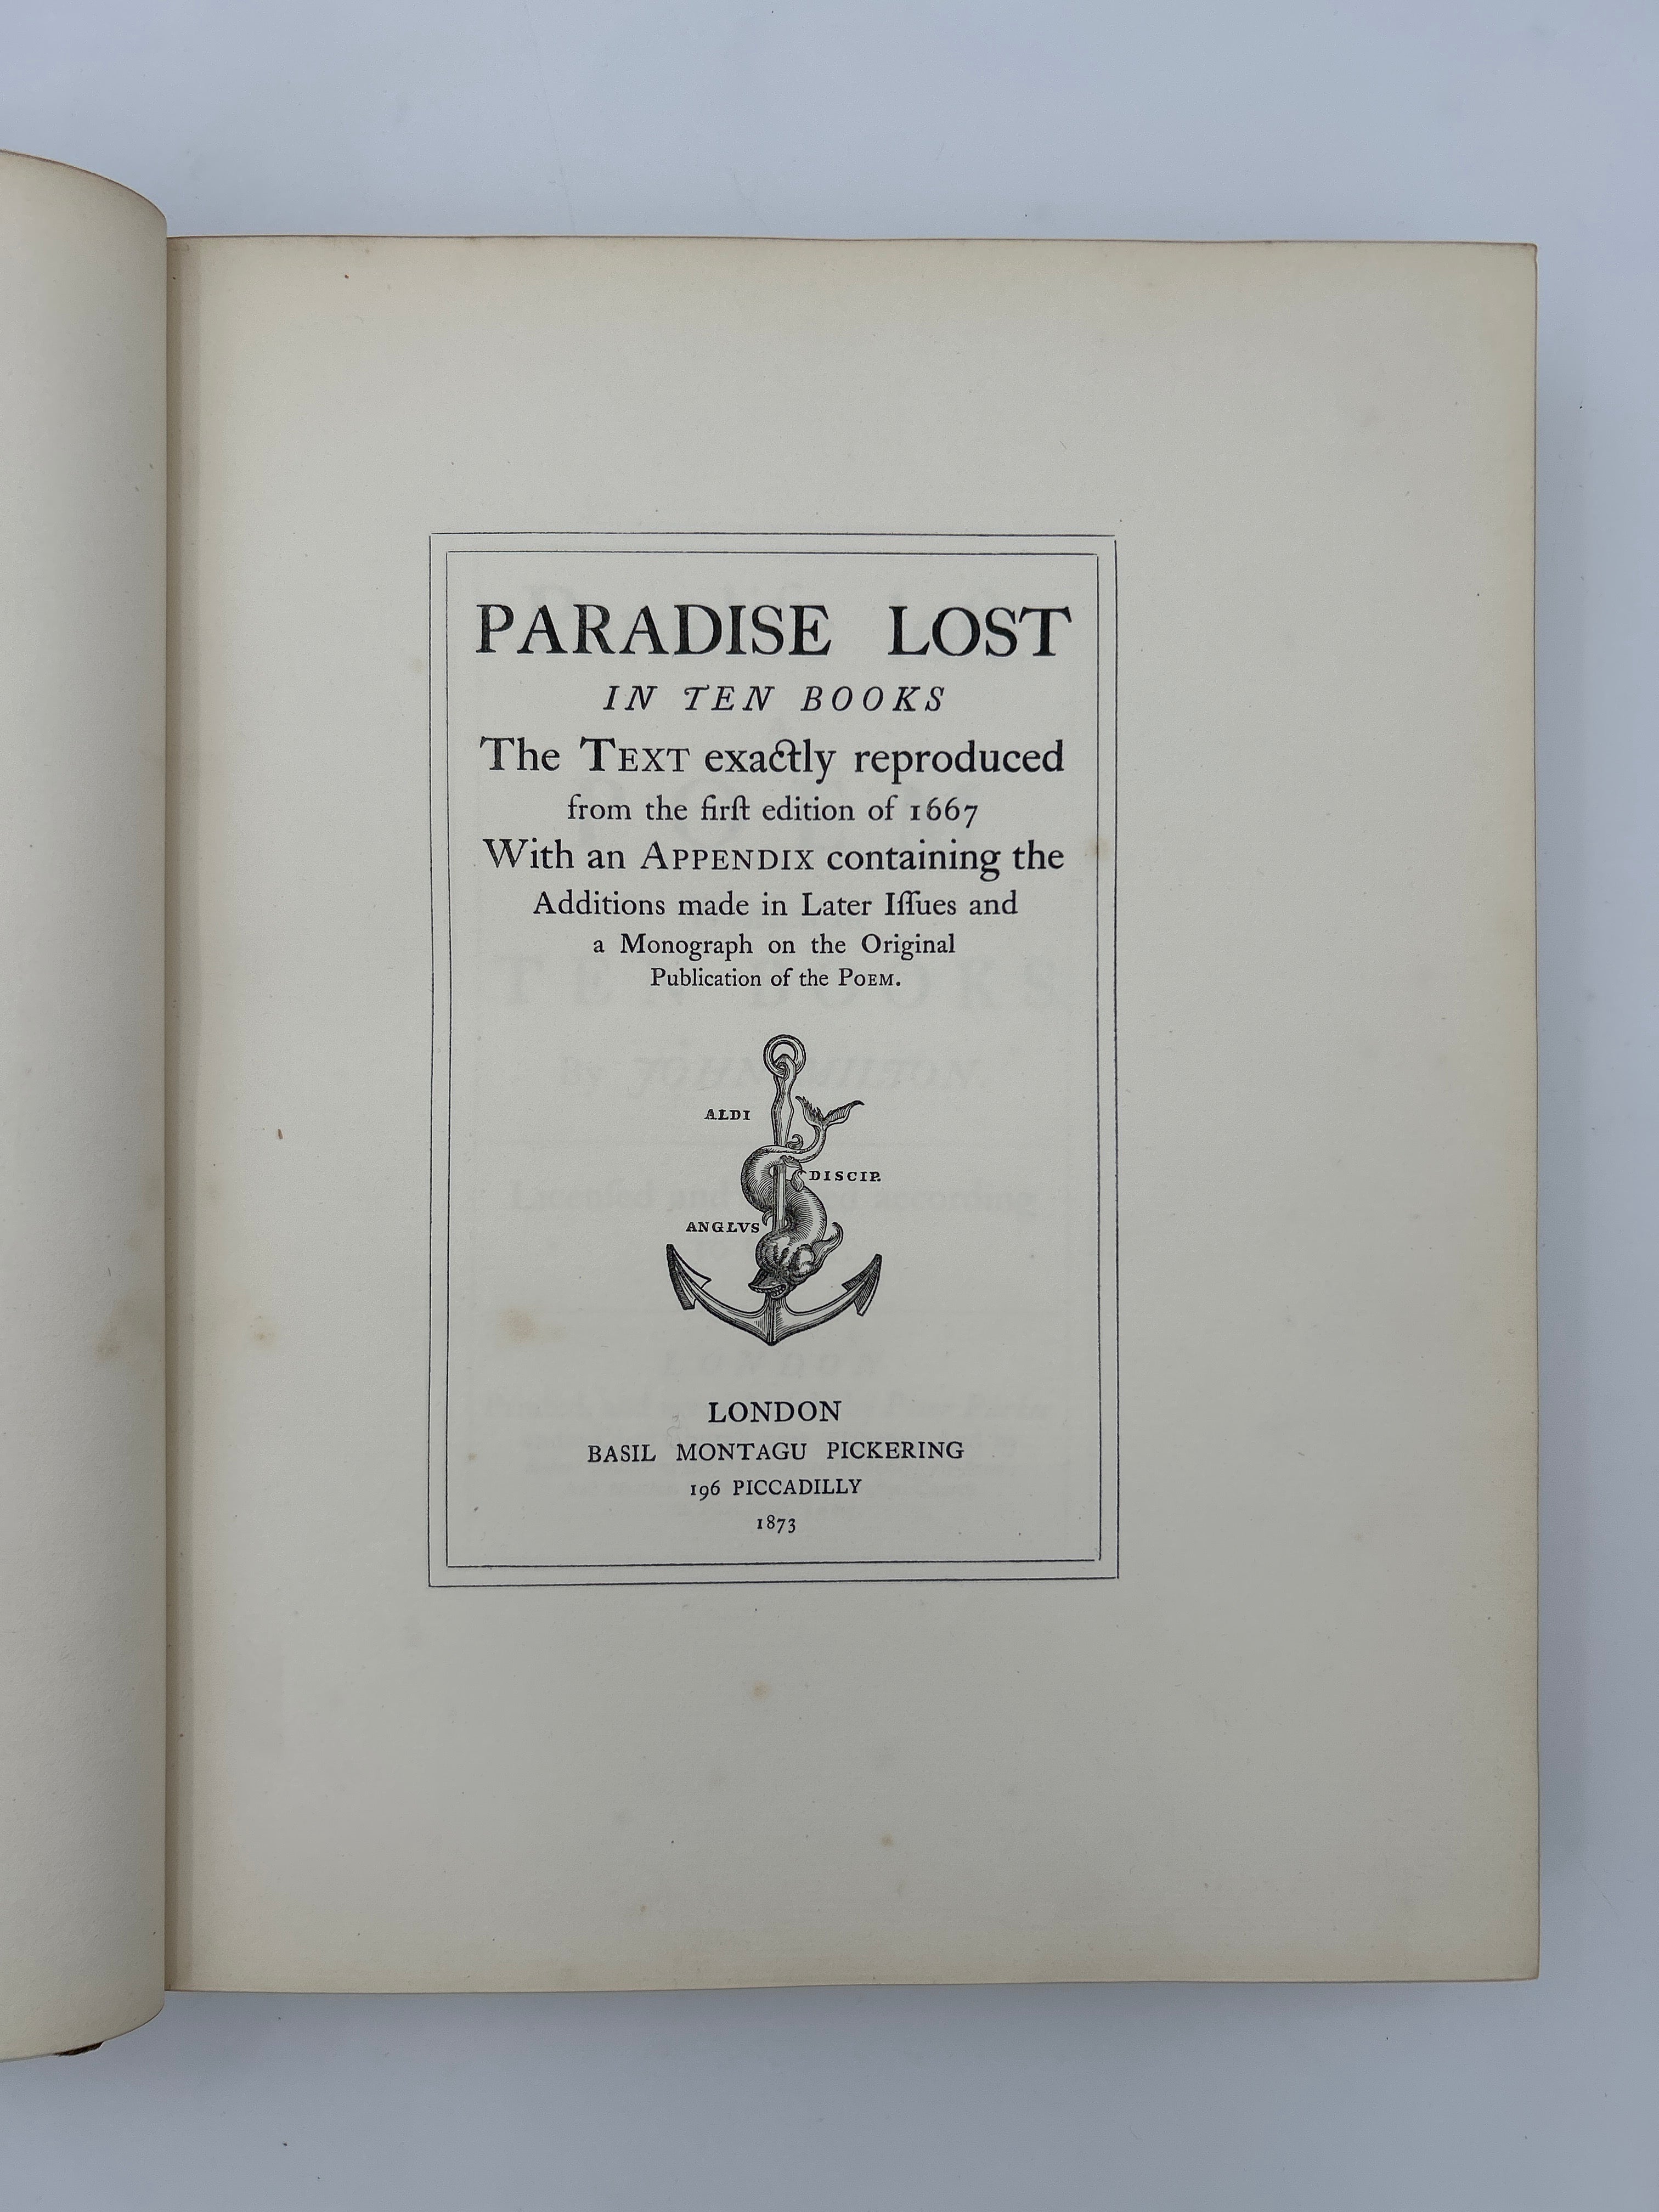 PARADISE LOST
IN TEN BOOKS
The TEXT exactly reproduced
from the firſt edition of 1667
With an APPENDIX containing the
Additions made in Later Iſſues and
a Monograph on the Original
Publication of the POEM.
ALDI
DISCIP.
ANGLVS
LONDON
BASIL MONTAGU PICKERING
196 PICCADILLY
1873